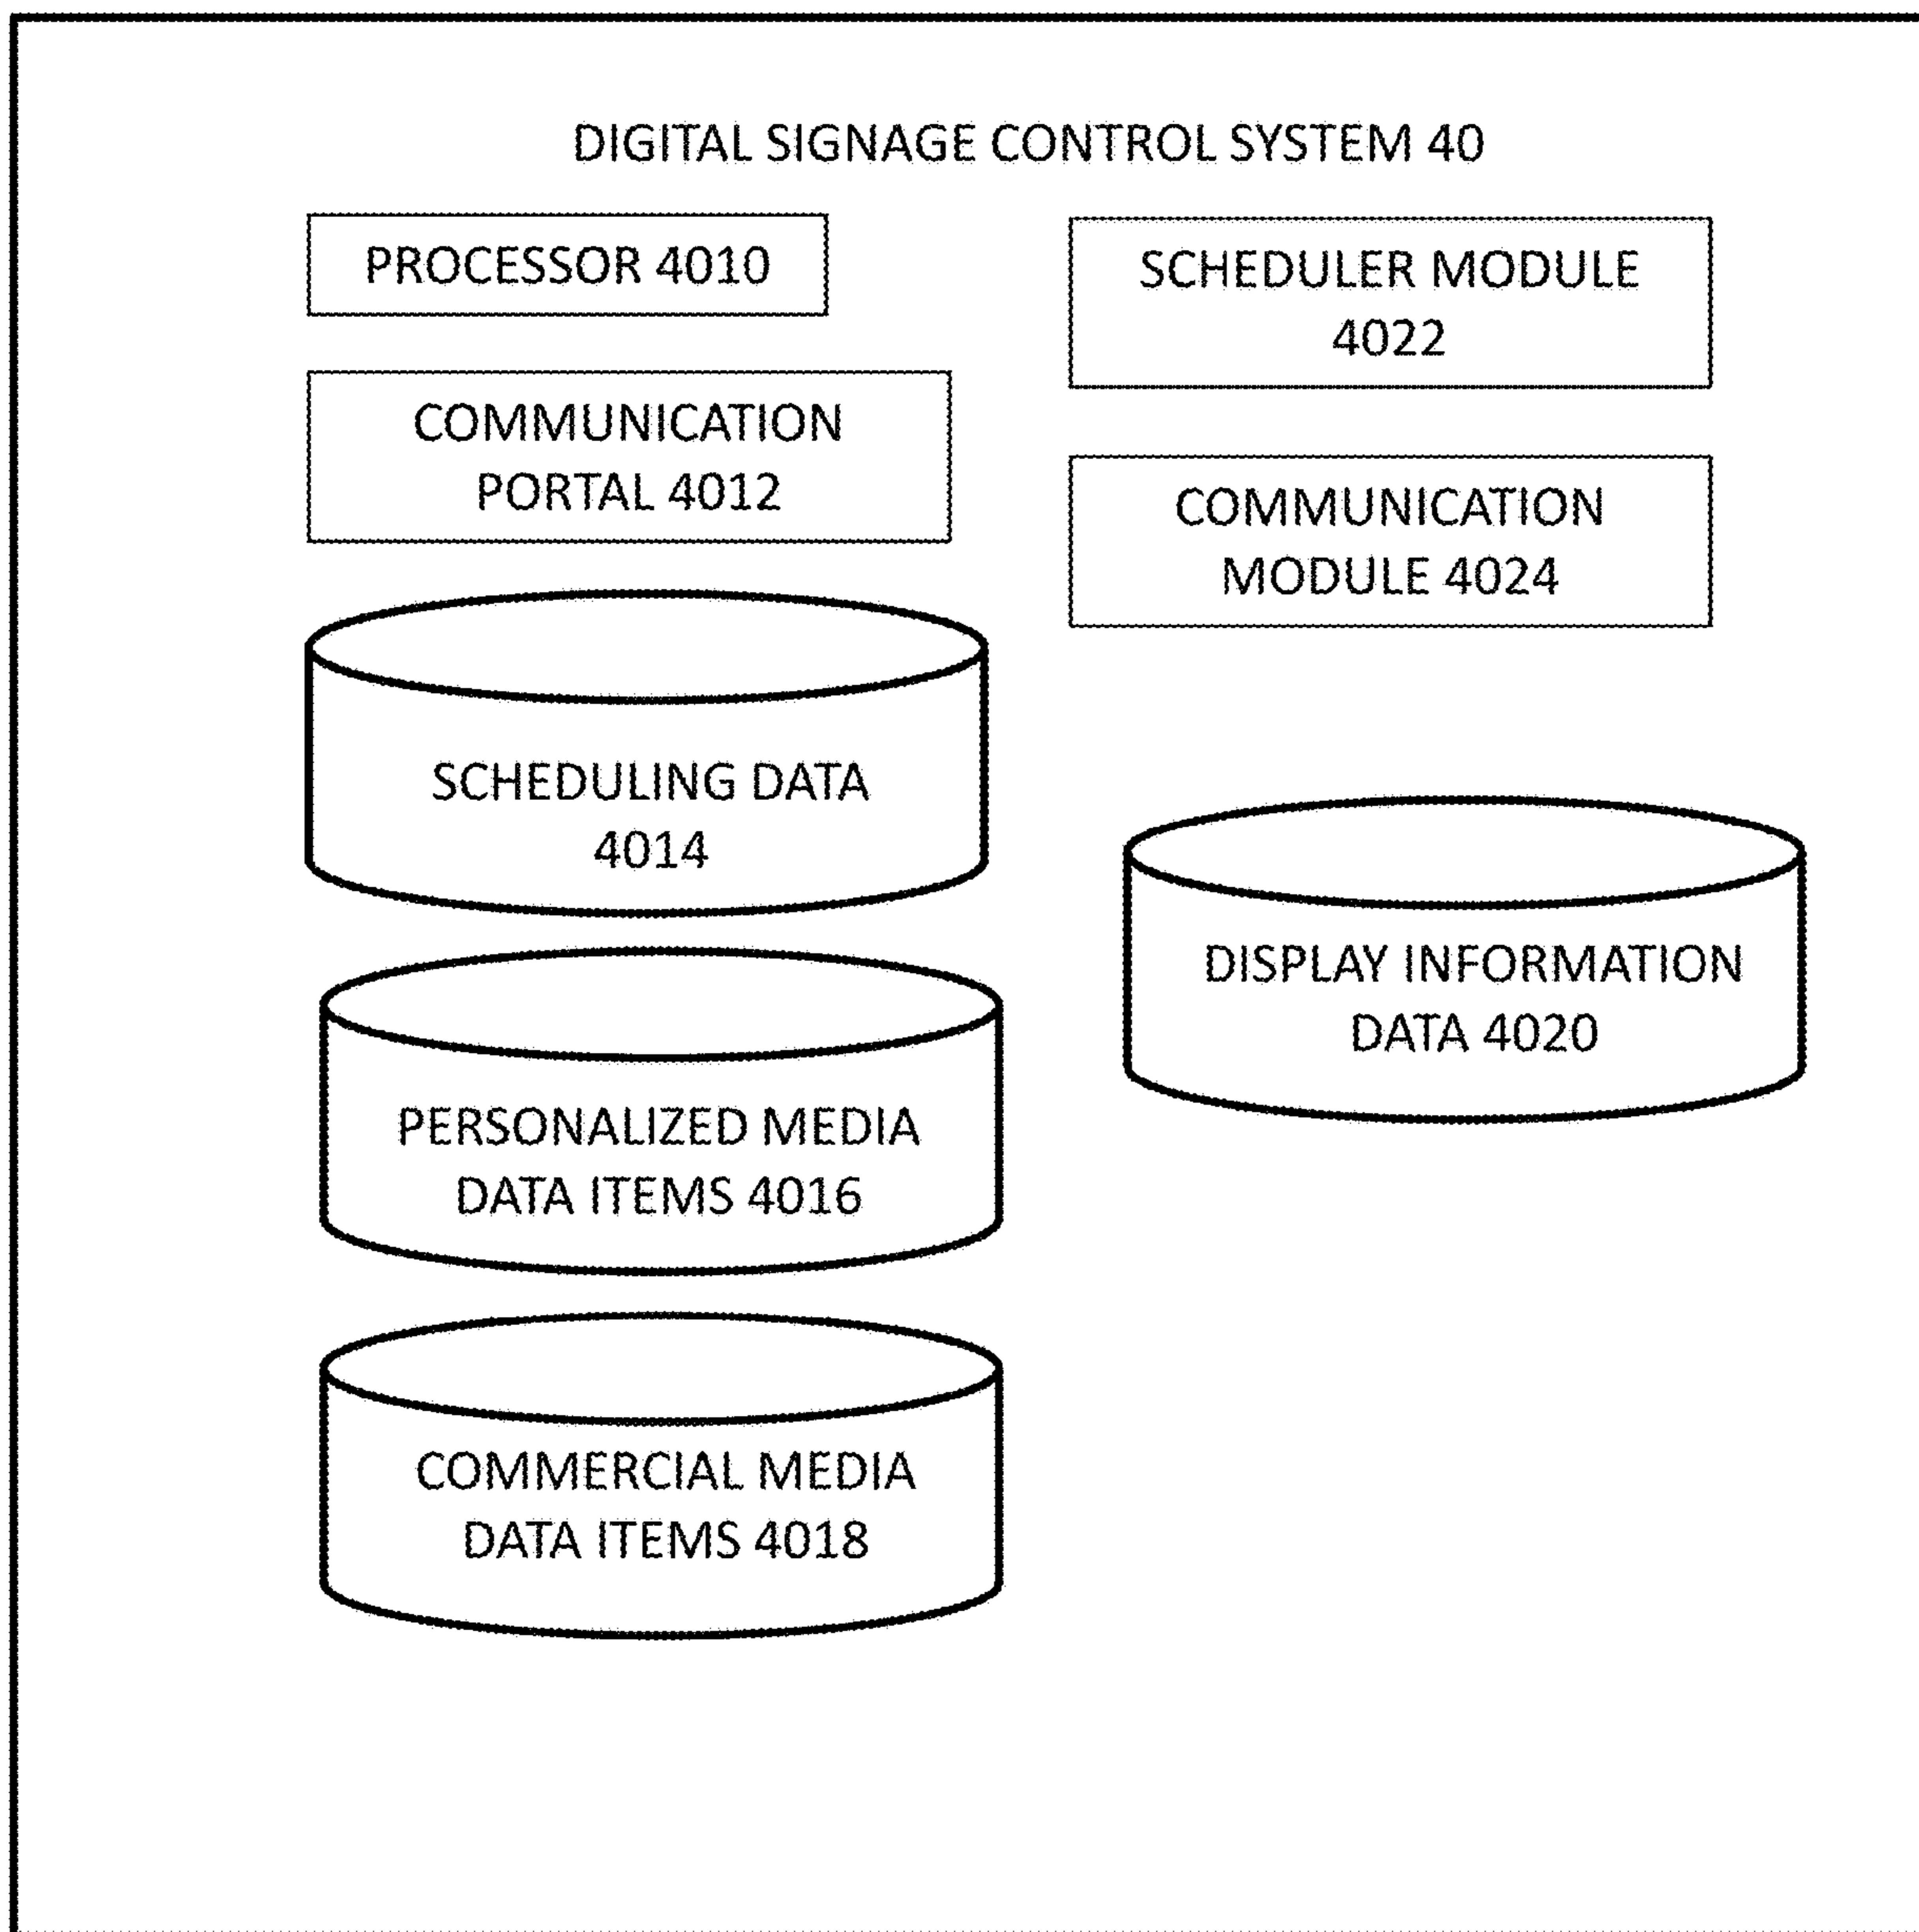 DIGITAL SIGNAGE CONTROL SYSTEM 40
PROCESSOR 4010
COMMUNICATION
PORTAL 4012
SCHEDULING DATA
4014
PERSONALIZED MEDIA
DATA ITEMS 4016
COMMERCIAL MEDIA
DATA ITEMS 4018
SCHEDULER MODULE
4022
COMMUNICATION
MODULE 4024
DISPLAY INFORMATION
DATA 4020